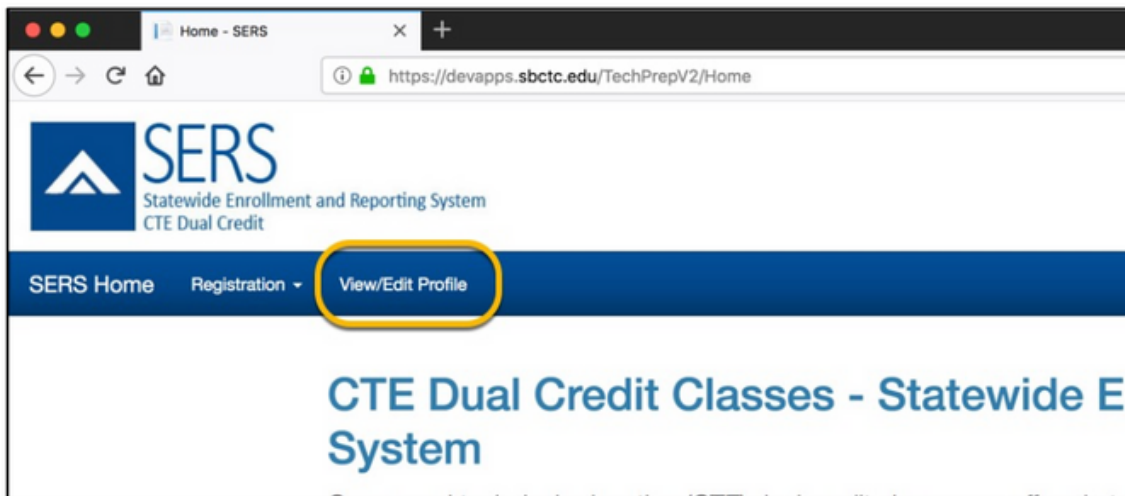 Home - SERS
https://devapps.sbctc.edu/TechPrepV2/Home
SERS
Statewide Enrollment and Reporting System
CTE Dual Credit
SERS Home Registration View/Edit Profile
CTE Dual Credit Classes - Statewide E
System